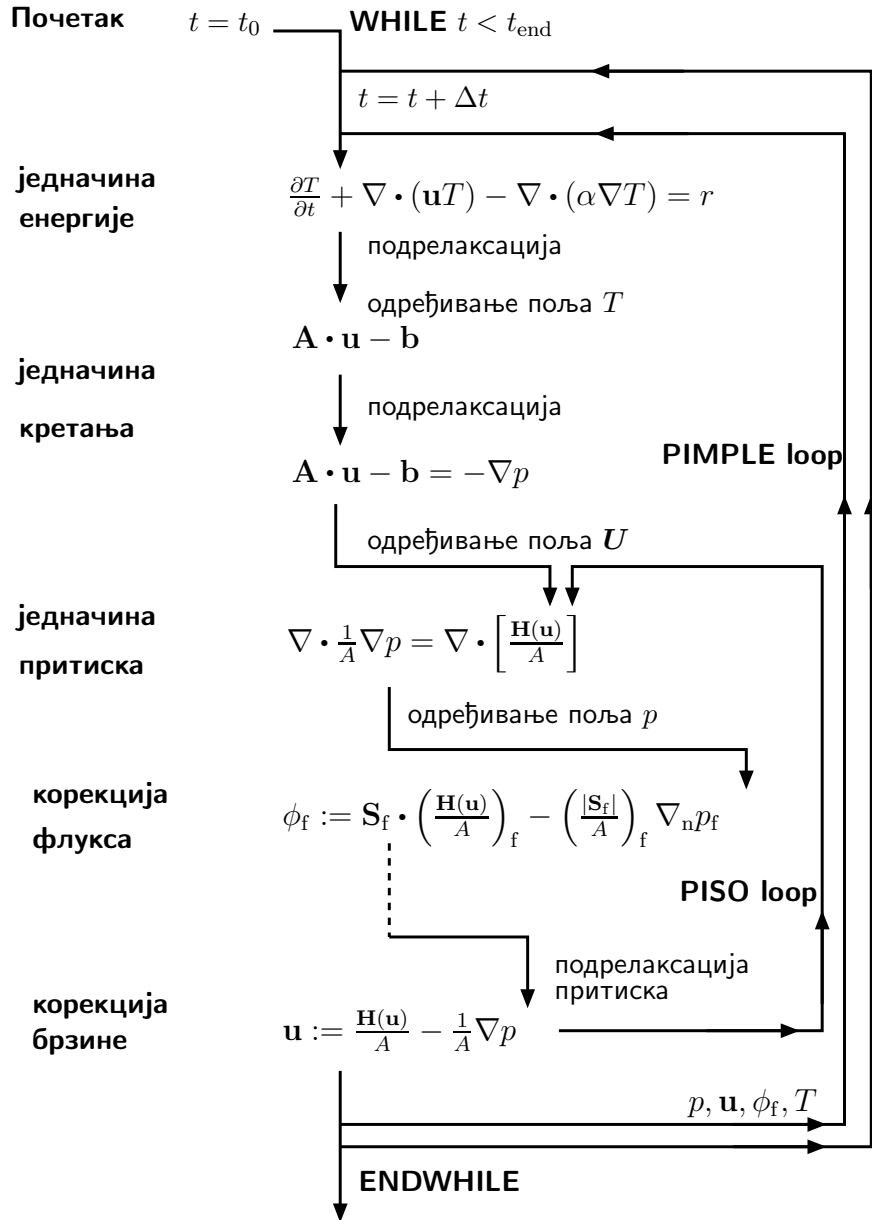 Почетак t = t₀ WHILE t < t_end
t = t + Δt
једначина
енергије
∂T/∂t + ∇ • (uT) − ∇ • (α∇T) = r
подрелаксација
одређивање поља T
A • u − b
једначина
кретања
подрелаксација
A • u − b = −∇p
PIMPLE loop
одређивање поља U
једначина
притиска
∇ • 1/A ∇p = ∇ • [H(u)/A]
одређивање поља p
корекција
флукса
ϕ_f := S_f • (H(u)/A)_f − (|S_f|/A)_f ∇_n p_f
PISO loop
подрелаксација
притиска
корекција
брзине
u := H(u)/A − 1/A ∇p
p, u, ϕ_f, T
ENDWHILE